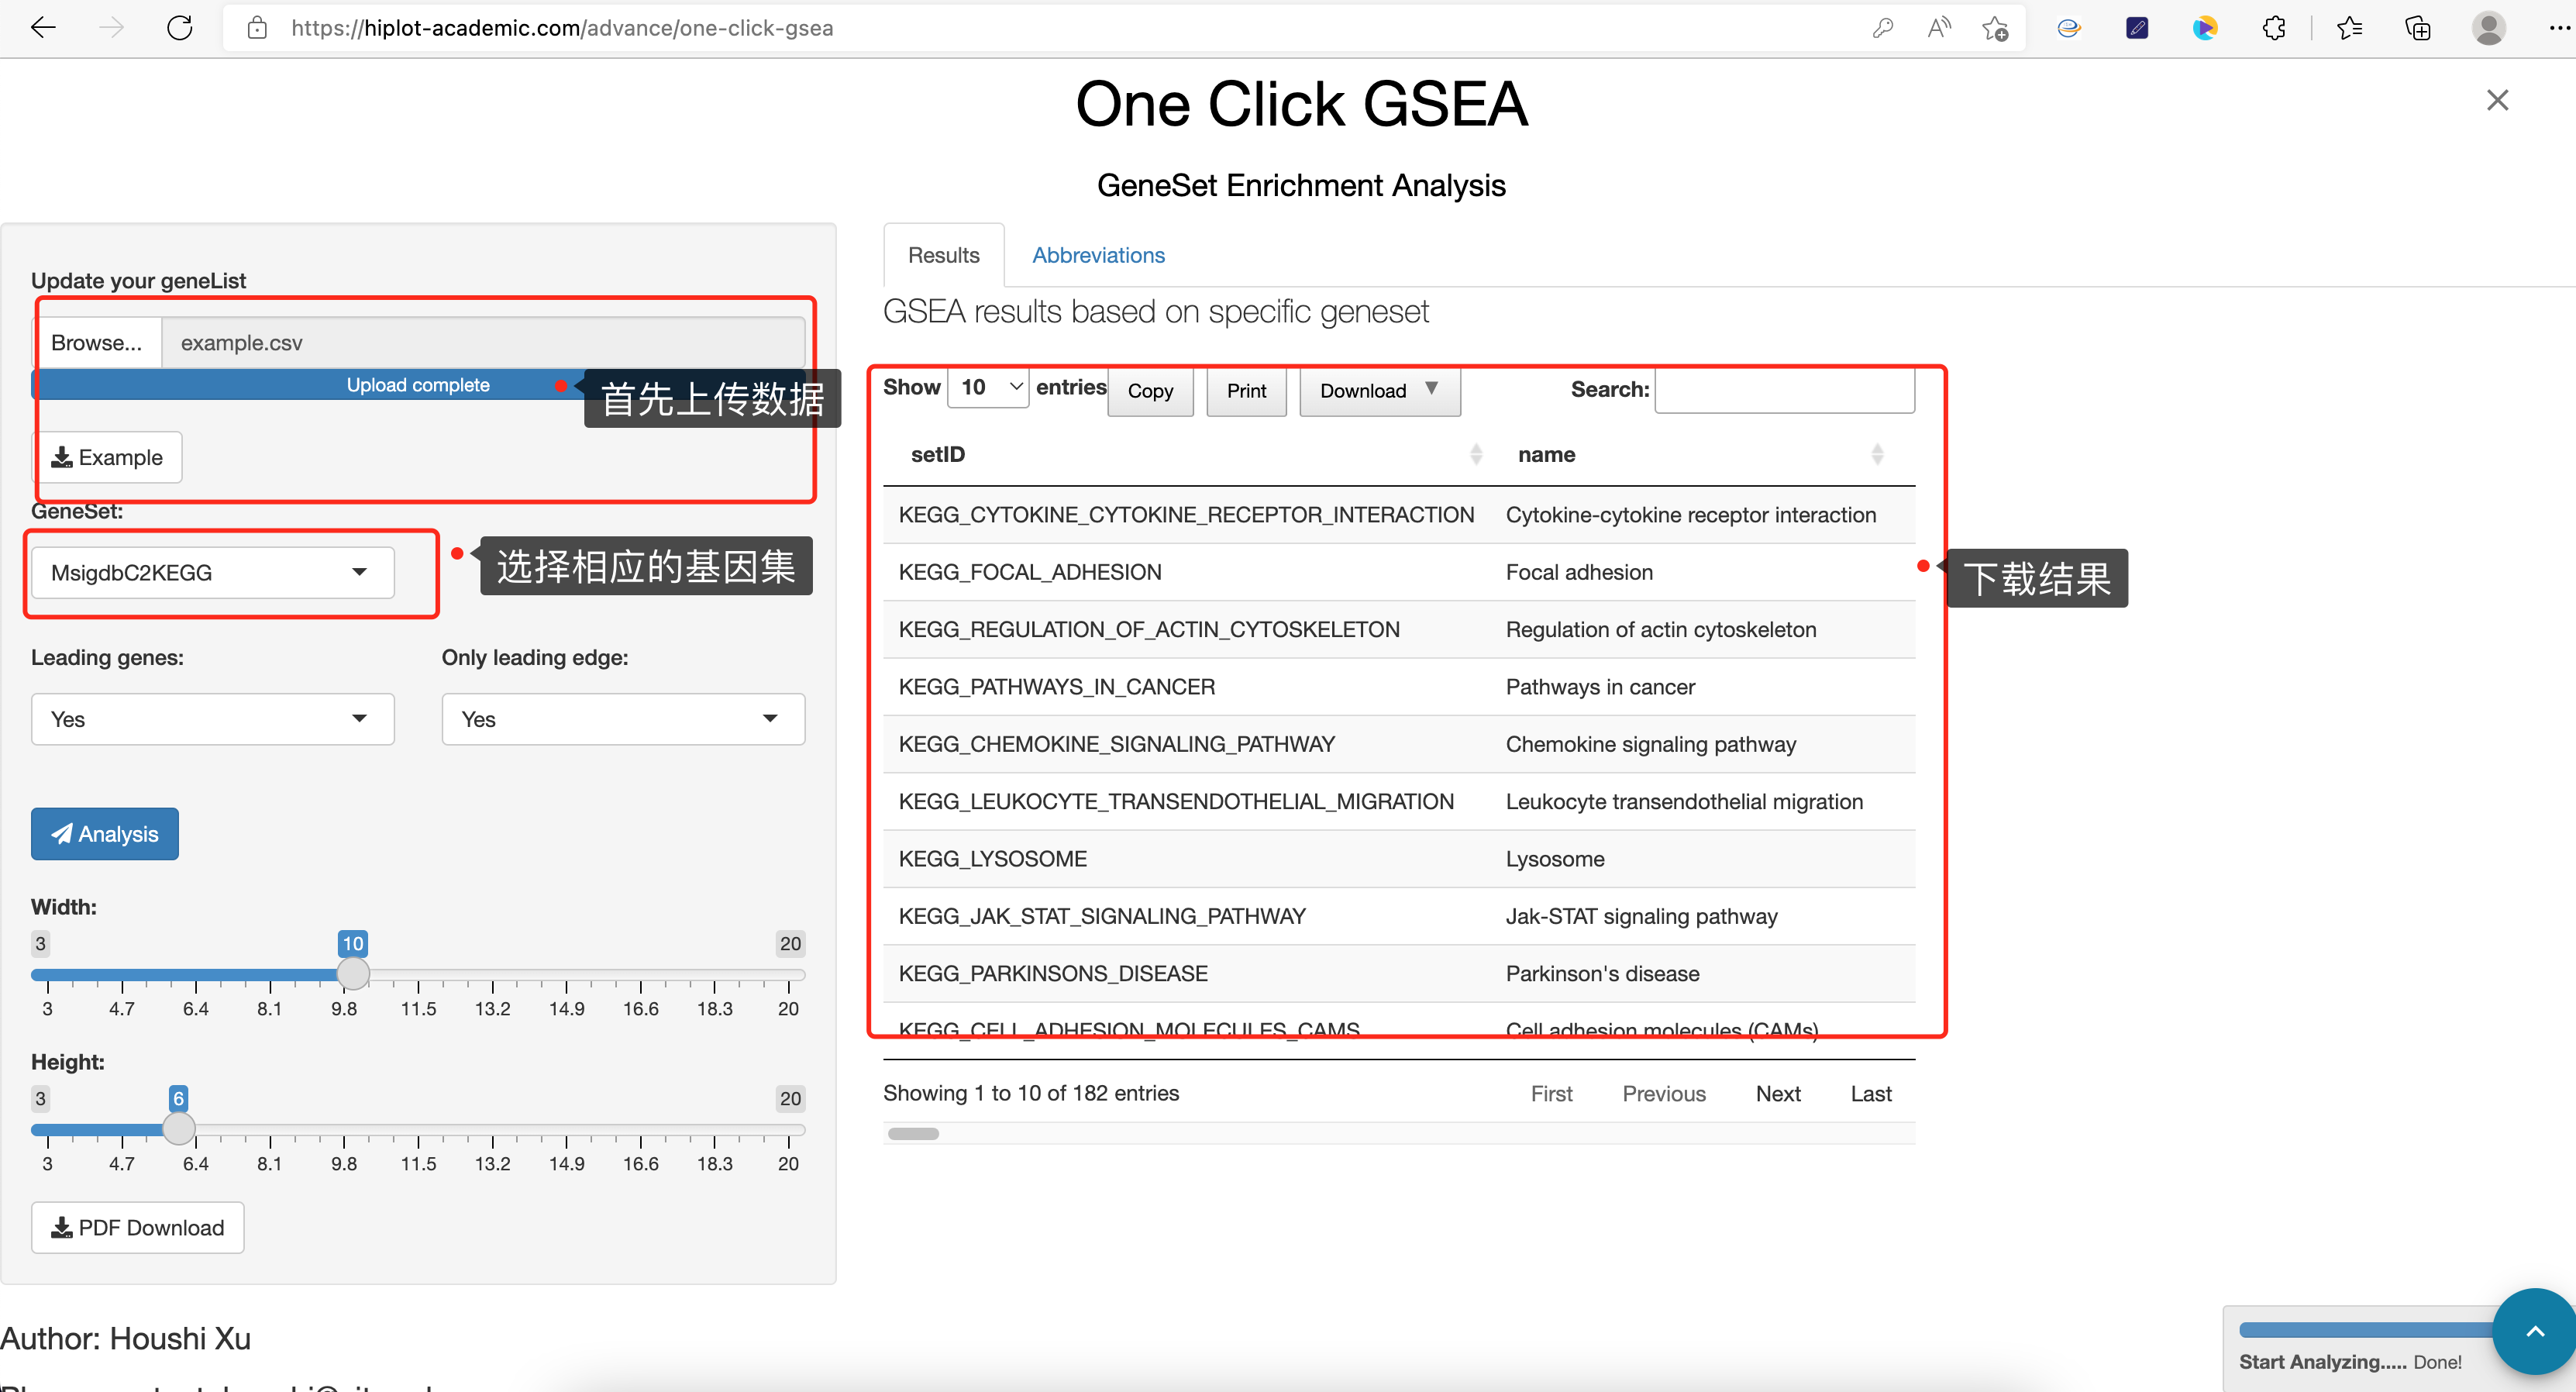 https://hiplot-academic.com/advance/one-click-gsea
One Click GSEA
GeneSet Enrichment Analysis
Update your geneList
Browse... example.csv
Upload complete
首先上传数据
Example
GeneSet:
MsigdbC2KEGG
选择相应的基因集
Leading genes: Only leading edge:
Yes Yes
Analysis
Width:
3 10 20
3 4.7 6.4 8.1 9.8 11.5 13.2 14.9 16.6 18.3 20
Height:
3 6 20
3 4.7 6.4 8.1 9.8 11.5 13.2 14.9 16.6 18.3 20
PDF Download
Results Abbreviations
GSEA results based on specific geneset
Show 10 entries Copy Print Download ▼ Search:
setID name
KEGG_CYTOKINE_CYTOKINE_RECEPTOR_INTERACTION Cytokine-cytokine receptor interaction
KEGG_FOCAL_ADHESION Focal adhesion
下载结果
KEGG_REGULATION_OF_ACTIN_CYTOSKELETON Regulation of actin cytoskeleton
KEGG_PATHWAYS_IN_CANCER Pathways in cancer
KEGG_CHEMOKINE_SIGNALING_PATHWAY Chemokine signaling pathway
KEGG_LEUKOCYTE_TRANSENDOTHELIAL_MIGRATION Leukocyte transendothelial migration
KEGG_LYSOSOME Lysosome
KEGG_JAK_STAT_SIGNALING_PATHWAY Jak-STAT signaling pathway
KEGG_PARKINSONS_DISEASE Parkinson's disease
KEGG_CELL_ADHESION_MOLECULES_CAMS Cell adhesion molecules (CAMs)
Showing 1 to 10 of 182 entries First Previous Next Last
Author: Houshi Xu
Start Analyzing..... Done!